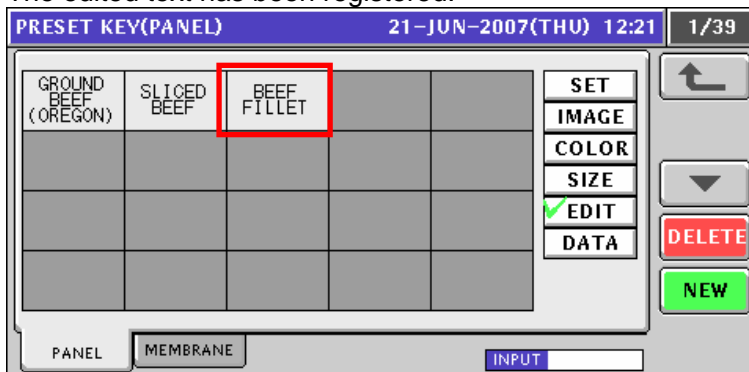 The edited text has been registered.
PRESET KEY(PANEL) 21-JUN-2007(THU) 12:21 1/39
GROUND
BEEF
(OREGON)
SLICED
BEEF
BEEF
FILLET
SET
IMAGE
COLOR
SIZE
EDIT
DATA
DELETE
NEW
PANEL
MEMBRANE
INPUT